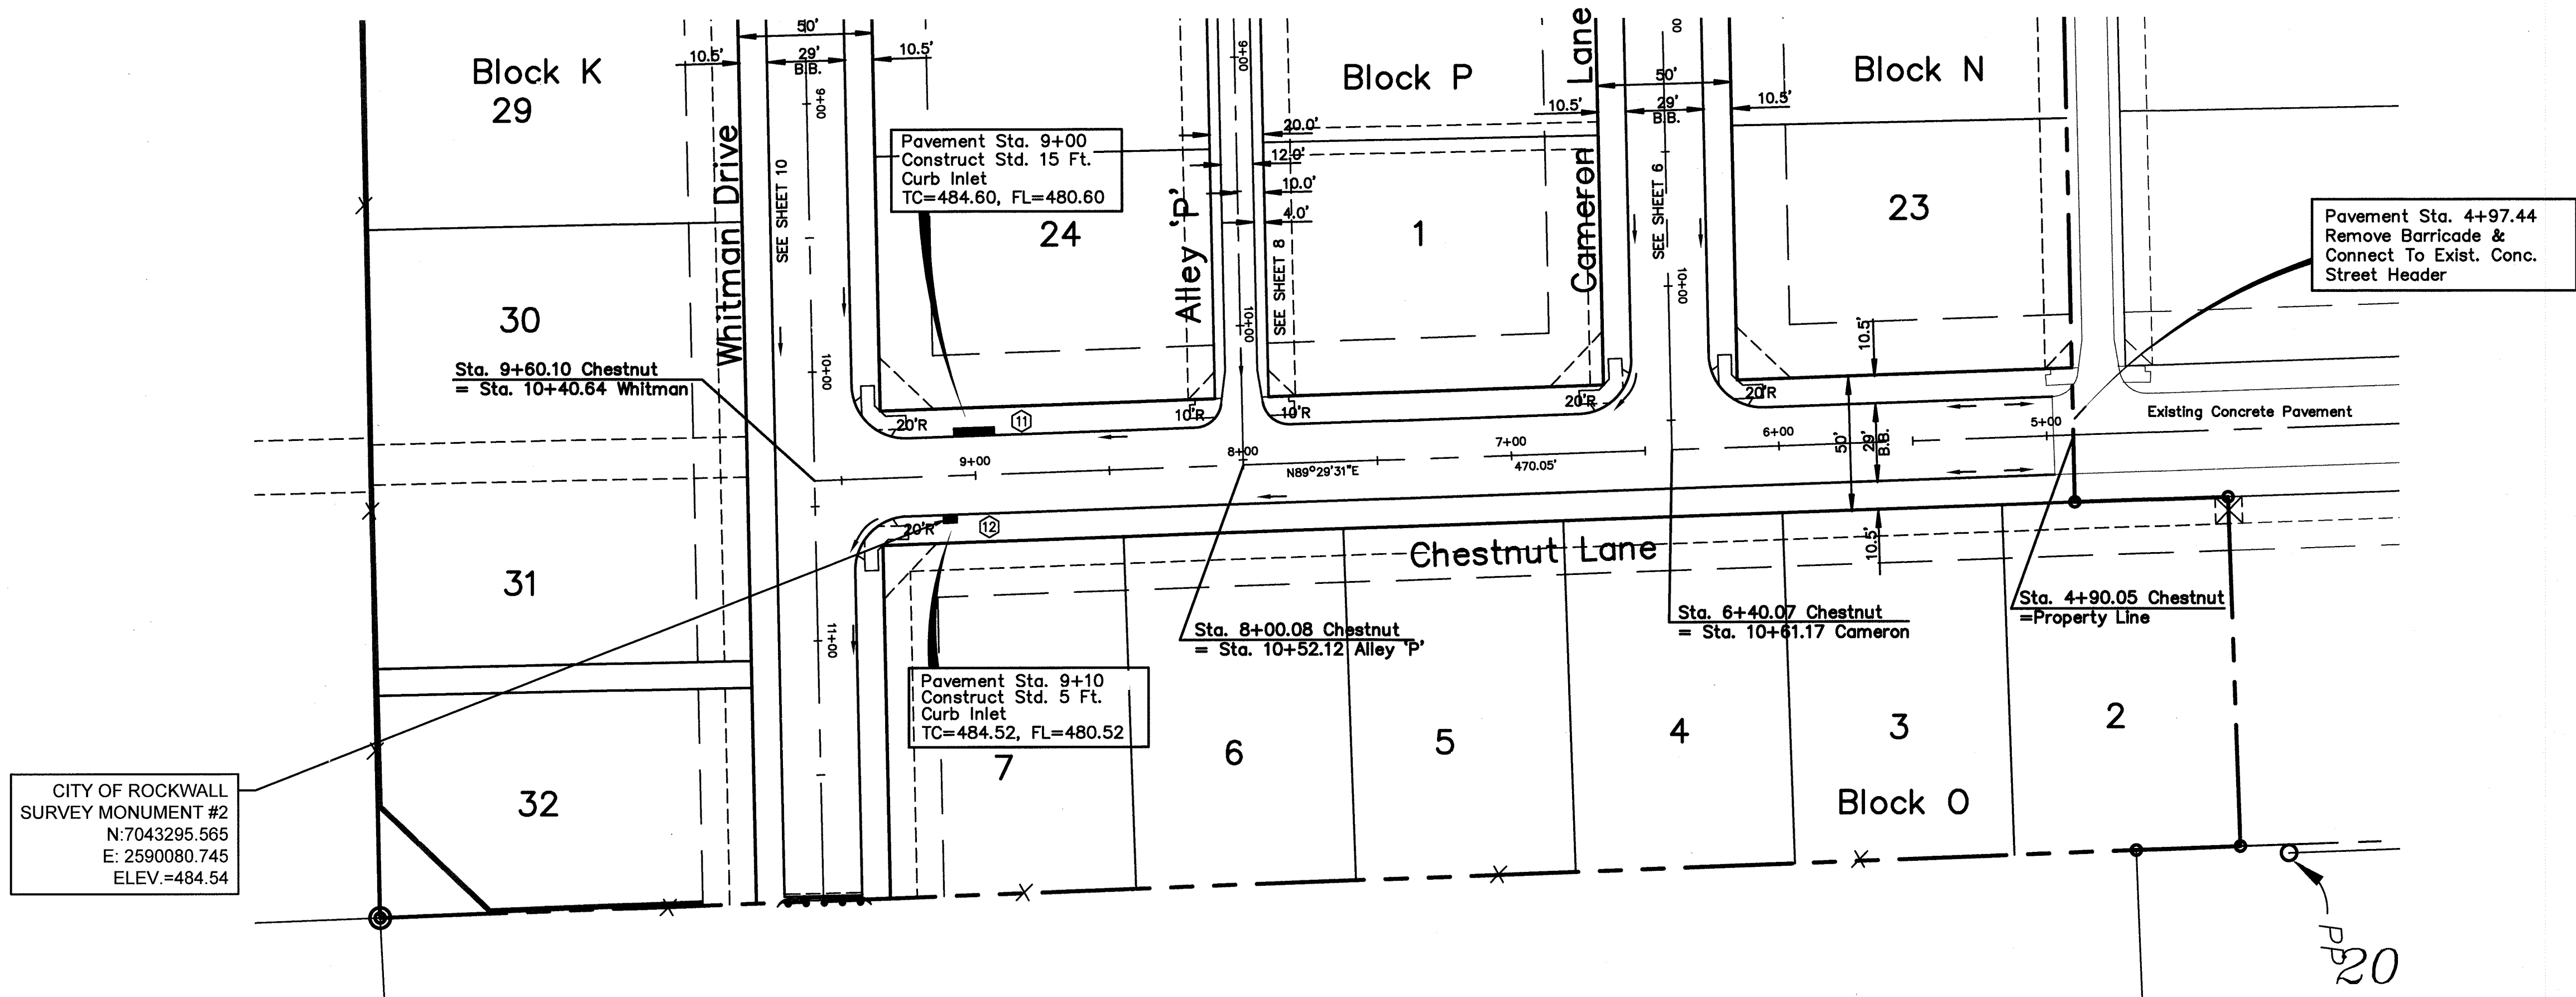 Block K
29
30
31
32
Whitman Drive
50'
10.5'
29'
B.B.
10.5'
9+00
SEE SHEET 10
10+00
11+00
Pavement Sta. 9+00
Construct Std. 15 Ft.
Curb Inlet
TC=484.60, FL=480.60
24
Alley 'P'
9+00
20.0'
12.0'
10.0'
4.0'
10+00
SEE SHEET 8
Block P
1
Cameron Lane
50'
10.5'
29'
B.B.
10.5'
SEE SHEET 6
10+00
Block N
23
Pavement Sta. 4+97.44
Remove Barricade &
Connect To Exist. Conc.
Street Header
Sta. 9+60.10 Chestnut
= Sta. 10+40.64 Whitman
20'R
11
10'R
10'R
20'R
20'R
10.5'
50'
29'
B.B.
10.5'
Existing Concrete Pavement
9+00
8+00
7+00
6+00
5+00
N89°29'31"E
470.05'
20'R
12
Chestnut Lane
Sta. 8+00.08 Chestnut
= Sta. 10+52.12 Alley 'P'
Sta. 6+40.07 Chestnut
= Sta. 10+61.17 Cameron
Sta. 4+90.05 Chestnut
=Property Line
Pavement Sta. 9+10
Construct Std. 5 Ft.
Curb Inlet
TC=484.52, FL=480.52
7
6
5
4
3
2
Block O
CITY OF ROCKWALL
SURVEY MONUMENT #2
N:7043295.565
E: 2590080.745
ELEV.=484.54
PP
20